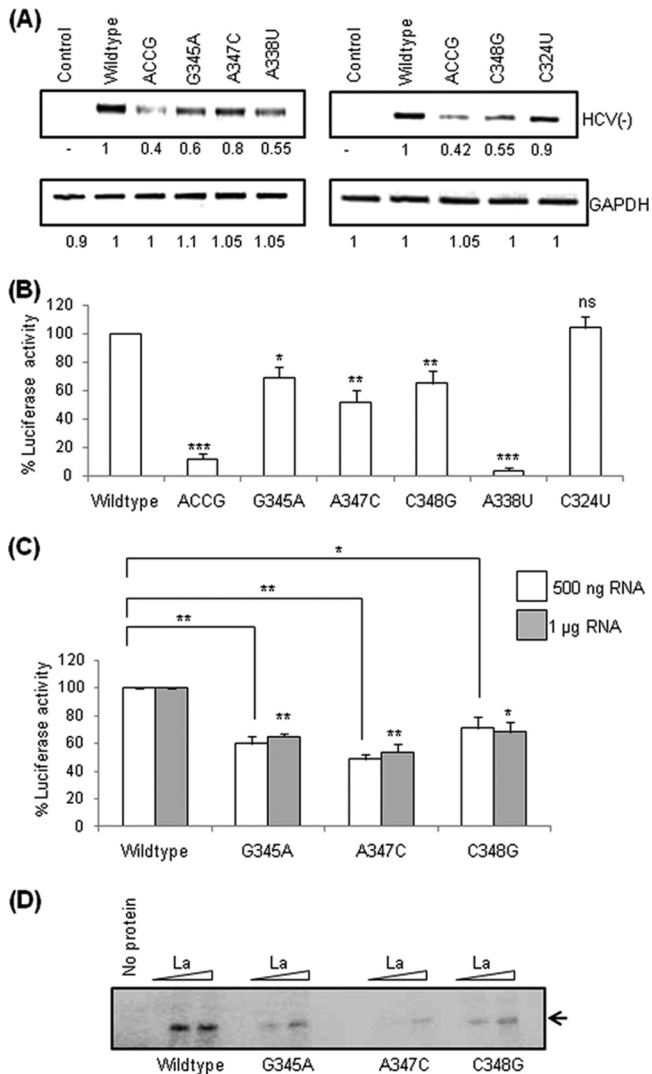 (A)
Control Wildtype ACCG G345A A347C A338U
Control Wildtype ACCG C348G C324U
HCV(-)
- 1 0.4 0.6 0.8 0.55
- 1 0.42 0.55 0.9
GAPDH
0.9 1 1 1.1 1.05 1.05
1 1 1.05 1 1
(B)
% Luciferase activity
120
100
80
60
40
20
0
*** * ** ** *** ns
Wildtype ACCG G345A A347C C348G A338U C324U
(C)
*
**
**
500 ng RNA
1 µg RNA
% Luciferase activity
120
100
80
60
40
20
0
** ** *
Wildtype G345A A347C C348G
(D)
No protein
La La La La
Wildtype G345A A347C C348G